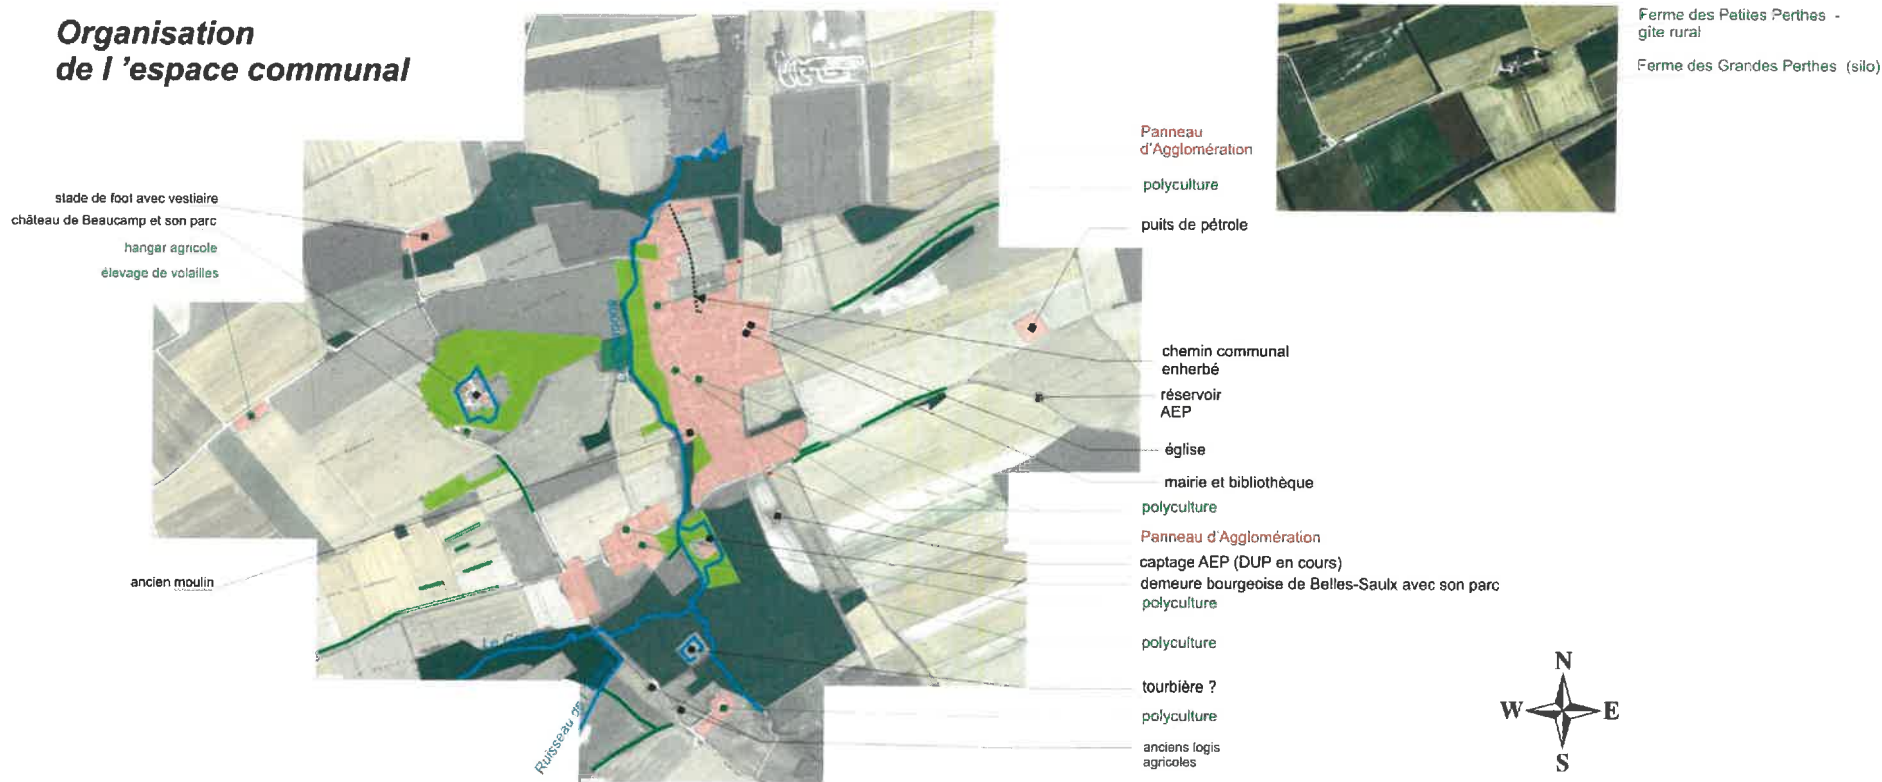 Organisation
de l 'espace communal
Ferme des Petites Perthes -
gîte rural
Ferme des Grandes Perthes (silo)
Panneau
d'Agglomération
polyculture
puits de pétrole
stade de foot avec vestiaire
château de Beaucamp et son parc
hangar agricole
élevage de volailles
chemin communal
enherbé
réservoir
AEP
église
mairie et bibliothèque
polyculture
Panneau d'Agglomération
captage AEP (DUP en cours)
demeure bourgeoise de Belles-Saulx avec son parc
polyculture
ancien moulin
polyculture
tourbière ?
polyculture
anciens logis
agricoles
Ruisseau de
N
W E
S